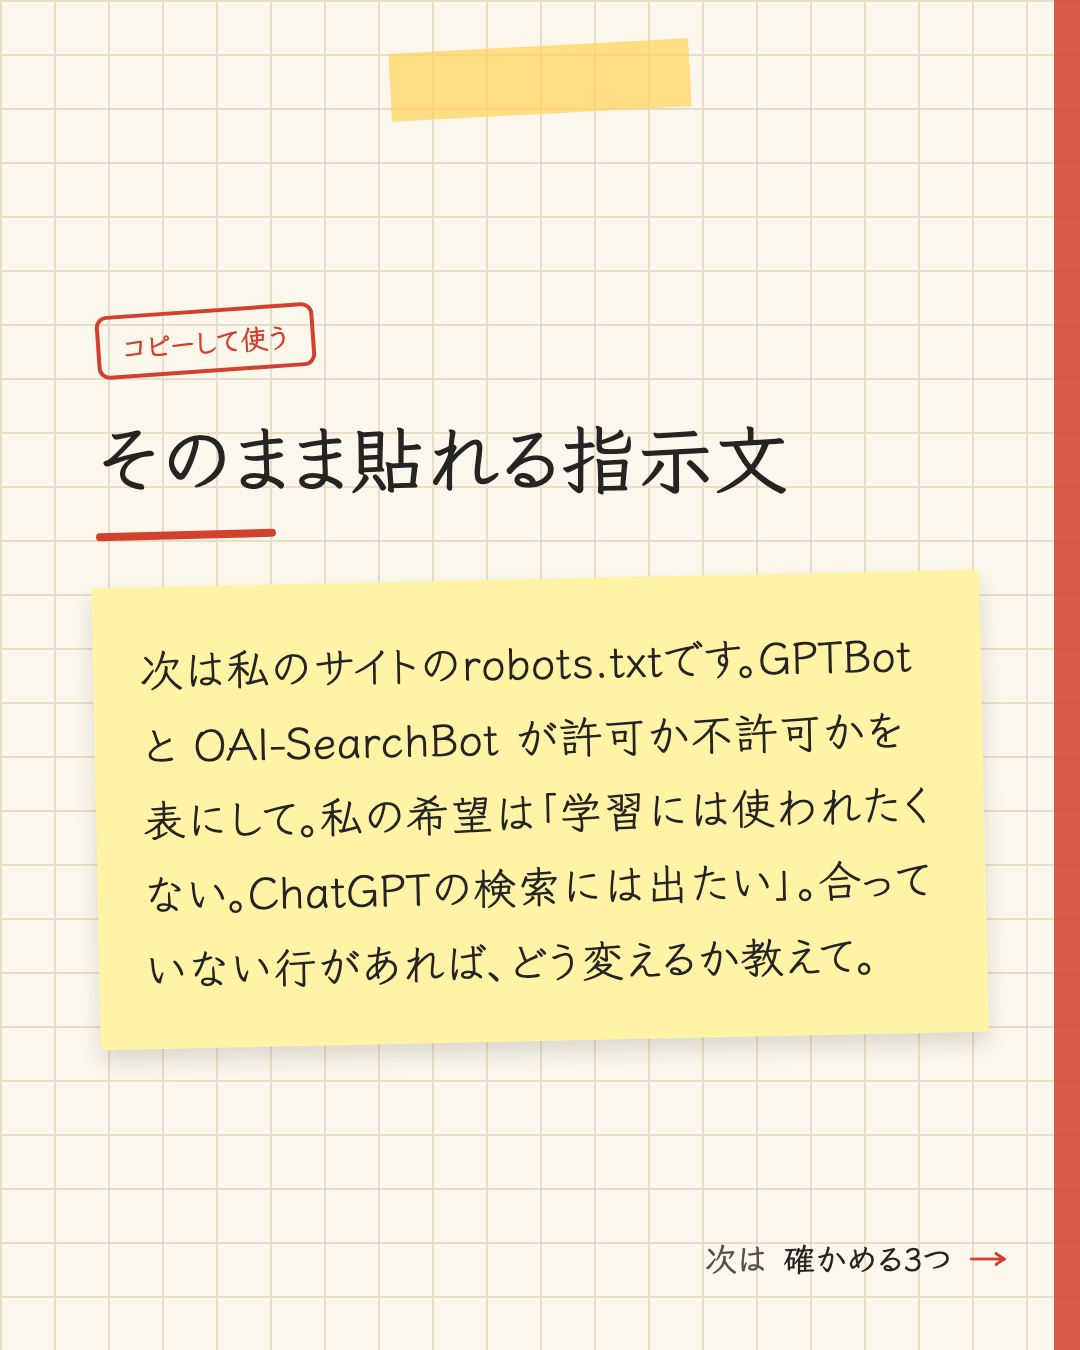 コピーして使う
そのまま貼れる指示文
次は私のサイトのrobots.txtです。GPTBot
と OAI-SearchBot が許可か不許可かを
表にして。私の希望は「学習には使われたく
ない。ChatGPTの検索には出たい」。合って
いない行があれば、どう変えるか教えて。
次は 確かめる3つ →